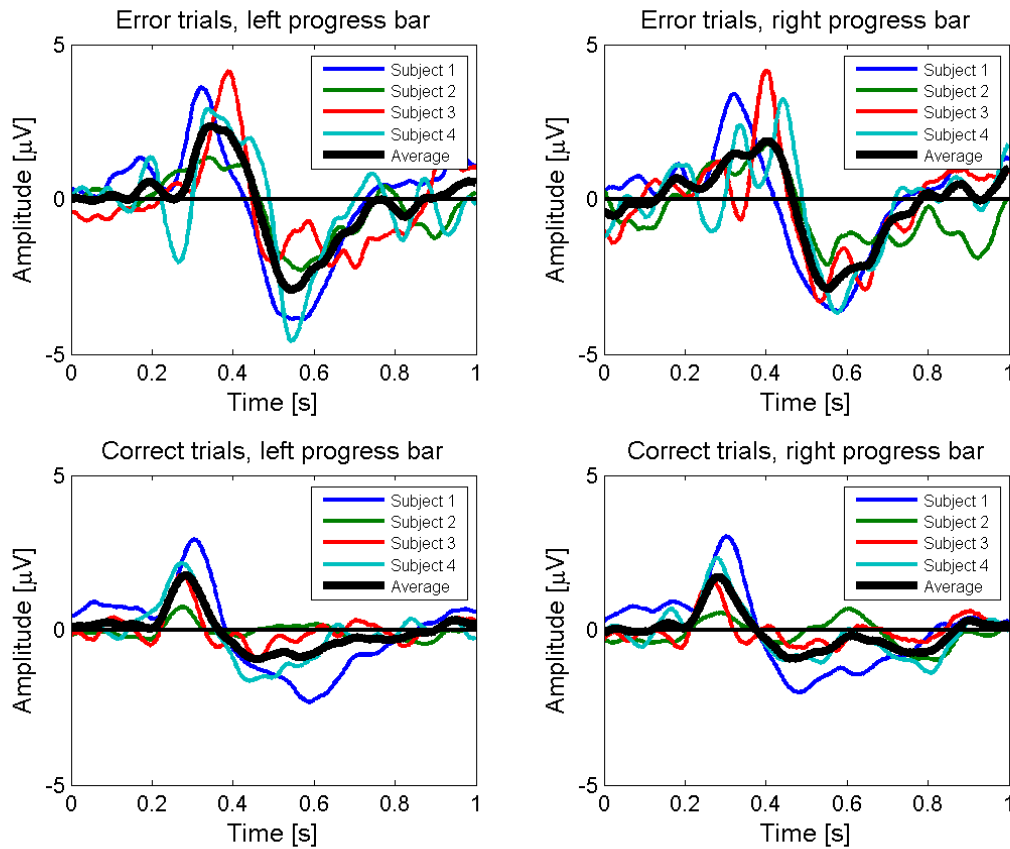 Error trials, left progress bar
5
0
-5
Amplitude [µV]
Subject 1
Subject 2
Subject 3
Subject 4
Average
0
0.2
0.4
0.6
0.8
1
Time [s]
Error trials, right progress bar
5
0
-5
Amplitude [µV]
Subject 1
Subject 2
Subject 3
Subject 4
Average
0
0.2
0.4
0.6
0.8
1
Time [s]
Correct trials, left progress bar
5
0
-5
Amplitude [µV]
Subject 1
Subject 2
Subject 3
Subject 4
Average
0
0.2
0.4
0.6
0.8
1
Time [s]
Correct trials, right progress bar
5
0
-5
Amplitude [µV]
Subject 1
Subject 2
Subject 3
Subject 4
Average
0
0.2
0.4
0.6
0.8
1
Time [s]